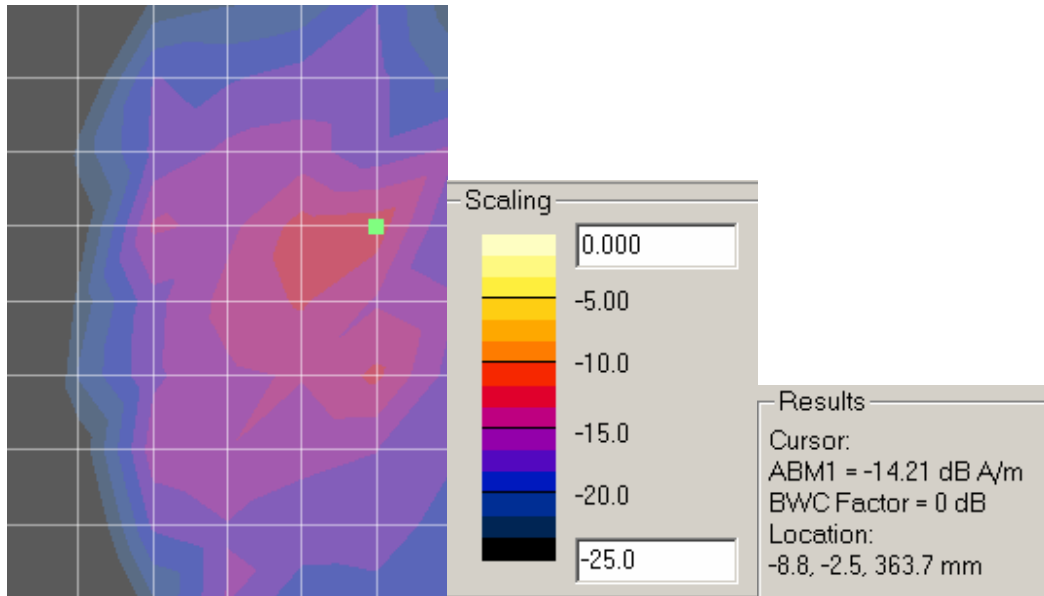 Scaling
0.000
-5.00
-10.0
-15.0
-20.0
-25.0
Results
Cursor:
ABM1 = -14.21 dB A/m
BWC Factor = 0 dB
Location:
-8.8, -2.5, 363.7 mm